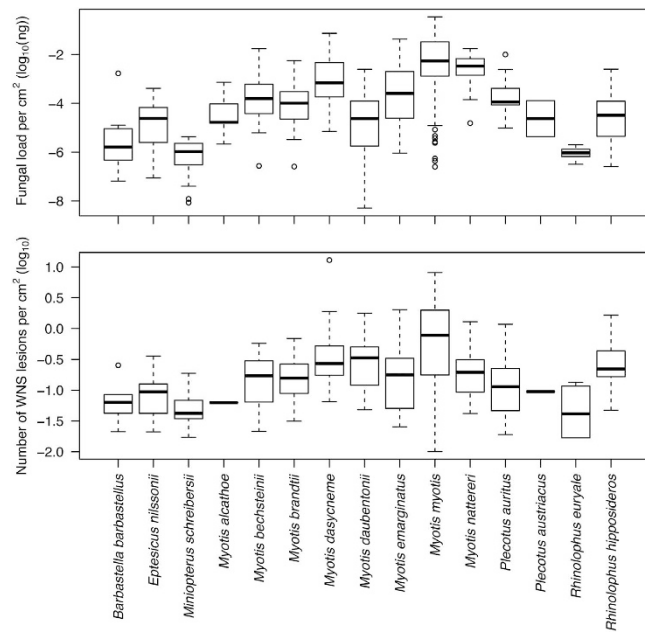 Fungal load per cm² (log₁₀(ng))
−2
−4
−6
−8
Number of WNS lesions per cm² (log₁₀)
1.0
0.5
0.0
−0.5
−1.0
−1.5
−2.0
Barbastella barbastellus
Eptesicus nilssonii
Miniopterus schreibersii
Myotis alcathoe
Myotis bechsteinii
Myotis brandtii
Myotis dasycneme
Myotis daubentonii
Myotis emarginatus
Myotis myotis
Myotis nattereri
Plecotus auritus
Plecotus austriacus
Rhinolophus euryale
Rhinolophus hipposideros